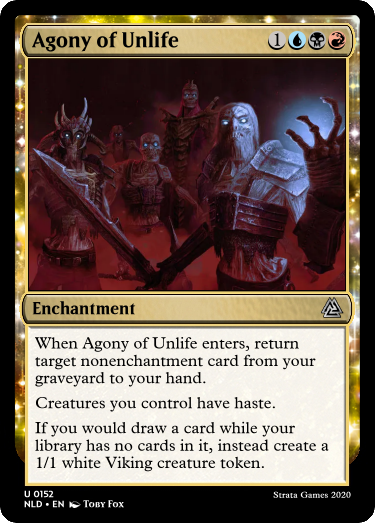 Agony of Unlife 1
Enchantment
When Agony of Unlife enters, return
target nonenchantment card from your
graveyard to your hand.
Creatures you control have haste.
If you would draw a card while your
library has no cards in it, instead create a
1/1 white Viking creature token.
U 0152
NLD • EN Toby Fox
Strata Games 2020